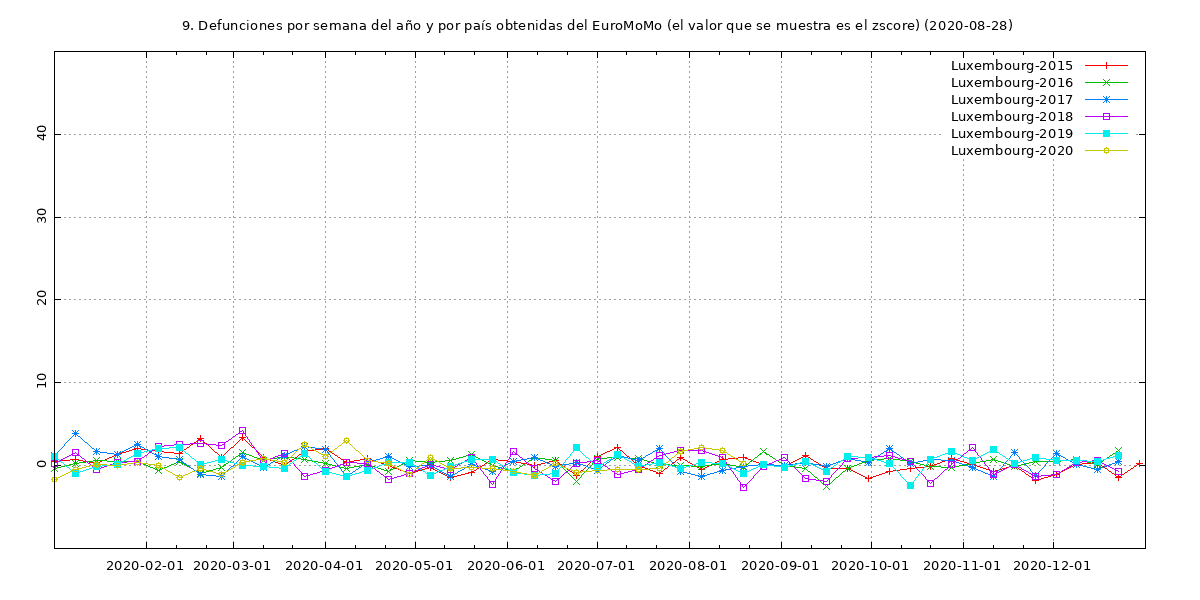 9. Defunciones por semana del año y por país obtenidas del EuroMoMo (el valor que se muestra es el zscore) (2020-08-28)
Luxembourg-2015
Luxembourg-2016
Luxembourg-2017
Luxembourg-2018
Luxembourg-2019
Luxembourg-2020
40
30
20
10
0
2020-02-01 2020-03-01 2020-04-01 2020-05-01 2020-06-01 2020-07-01 2020-08-01 2020-09-01 2020-10-01 2020-11-01 2020-12-01